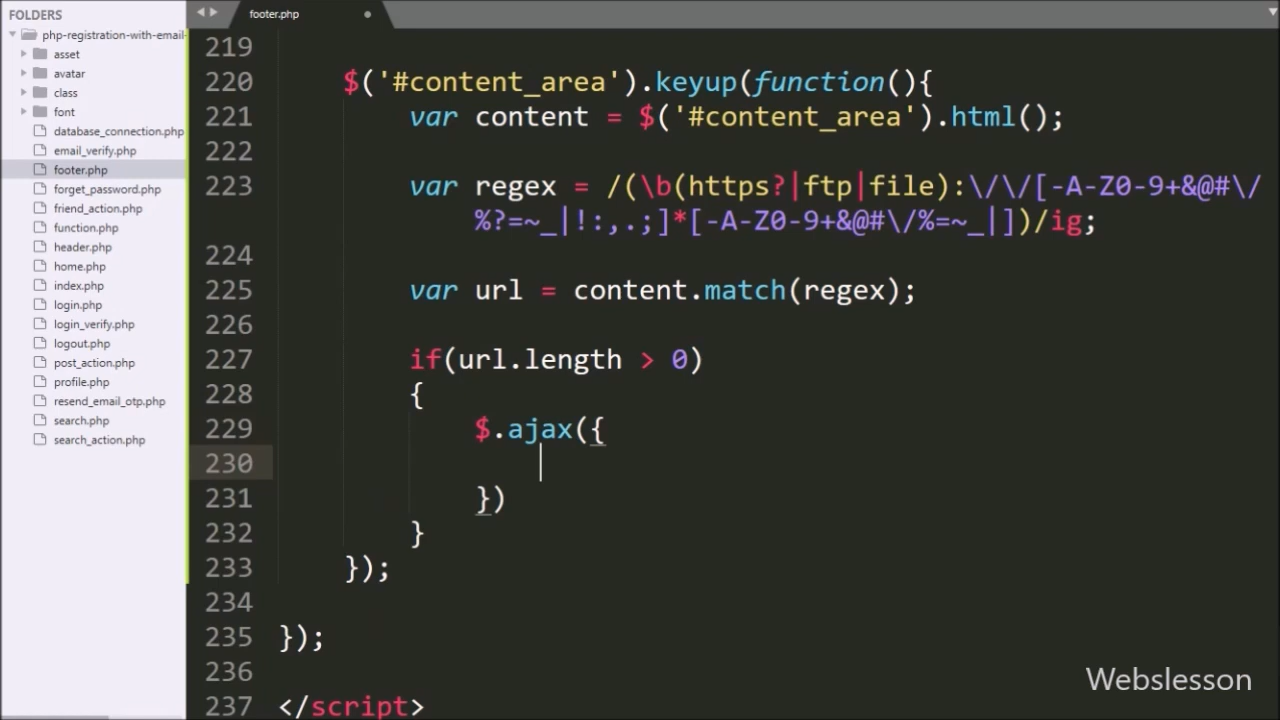 FOLDERS
php-registration-with-email-
asset
avatar
class
font
database_connection.php
email_verify.php
footer.php
forget_password.php
friend_action.php
function.php
header.php
home.php
index.php
login.php
login_verify.php
logout.php
post_action.php
profile.php
resend_email_otp.php
search.php
search_action.php
footer.php
219
220 $('#content_area').keyup(function(){
221 var content = $('#content_area').html();
222
223 var regex = /(\b(https?|ftp|file):\/\/[-A-Z0-9+&@#\/
%?=~_|!:,.;]*[-A-Z0-9+&@#\/%=~_|])/ig;
224
225 var url = content.match(regex);
226
227 if(url.length > 0)
228 {
229 $.ajax({
230
231 })
232 }
233 });
234
235 });
236
237 </script>
Webslesson